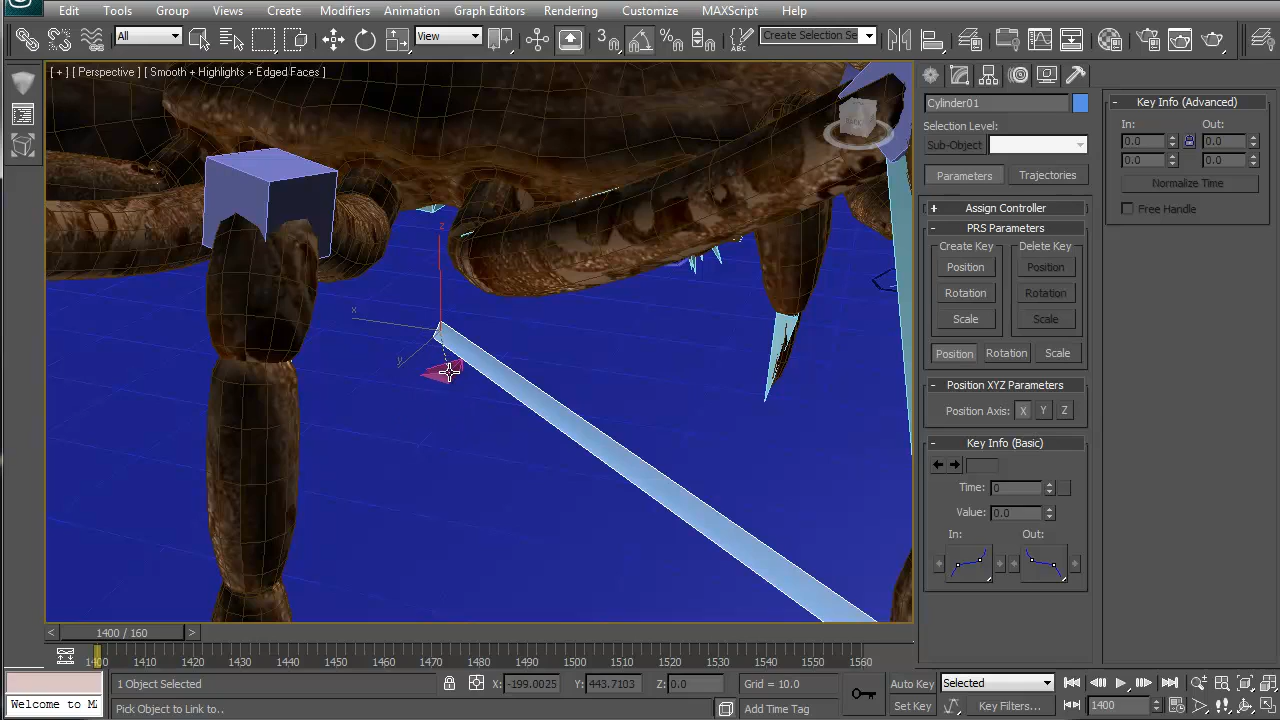 Edit Tools Group Views Create Modifiers Animation Graph Editors Rendering Customize MAXScript Help
All View 3 Create Selection Se
[ + ] [ Perspective ] [ Smooth + Highlights + Edged Faces ]
Cylinder01
Selection Level:
Sub-Object
Parameters Trajectories
+ Assign Controller
- PRS Parameters
Create Key Delete Key
Position Position
Rotation Rotation
Scale Scale
Position Rotation Scale
- Position XYZ Parameters
Position Axis: X Y Z
- Key Info (Basic)
Time: 0
Value: 0.0
In: Out:
- Key Info (Advanced)
In: Out:
0.0 0.0
0.0 0.0
Normalize Time
Free Handle
z
x
y
< 1400 / 160 >
1400 1410 1420 1430 1440 1450 1460 1470 1480 1490 1500 1510 1520 1530 1540 1550 1560
1 Object Selected X: -199.0025 Y: 443.7103 Z: 0.0 Grid = 10.0 Auto Key Selected
Welcome to MA Pick Object to Link to.. Add Time Tag Set Key Key Filters... 1400